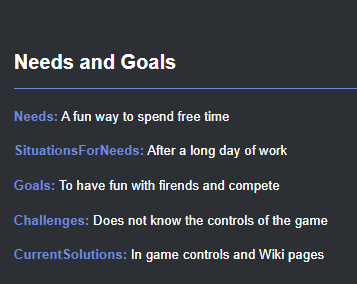 Needs and Goals
Needs: A fun way to spend free time
SituationsForNeeds: After a long day of work
Goals: To have fun with firends and compete
Challenges: Does not know the controls of the game
CurrentSolutions: In game controls and Wiki pages